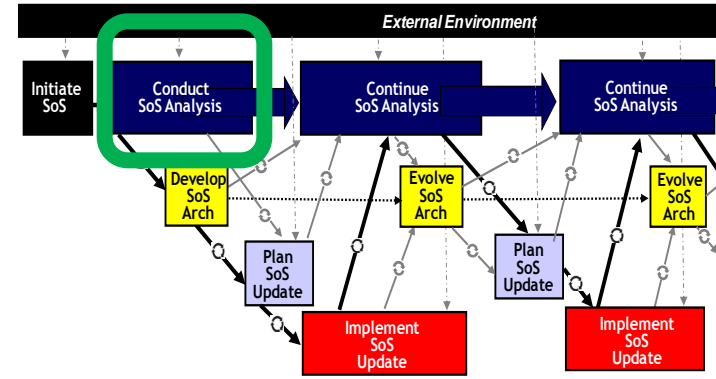 External Environment
Initiate
SoS
Conduct
SoS Analysis
Continue
SoS Analysis
Continue
SoS Analysis
Develop
SoS
Arch
Evolve
SoS
Arch
Evolve
SoS
Arch
Plan
SoS
Update
Plan
SoS
Update
Implement
SoS
Update
Implement
SoS
Update